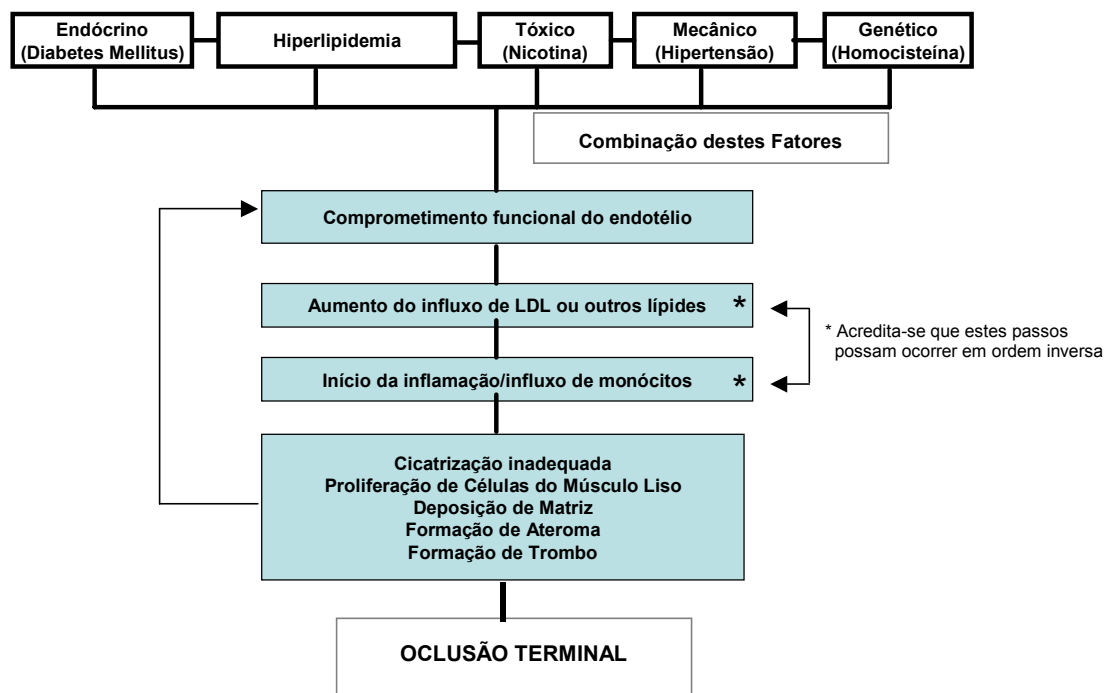 Endócrino
(Diabetes Mellitus)
Hiperlipidemia
Tóxico
(Nicotina)
Mecânico
(Hipertensão)
Genético
(Homocisteína)
Combinação destes Fatores
Comprometimento funcional do endotélio
Aumento do influxo de LDL ou outros lípides *
* Acredita-se que estes passos
possam ocorrer em ordem inversa
Início da inflamação/influxo de monócitos *
Cicatrização inadequada
Proliferação de Células do Músculo Liso
Deposição de Matriz
Formação de Ateroma
Formação de Trombo
OCLUSÃO TERMINAL